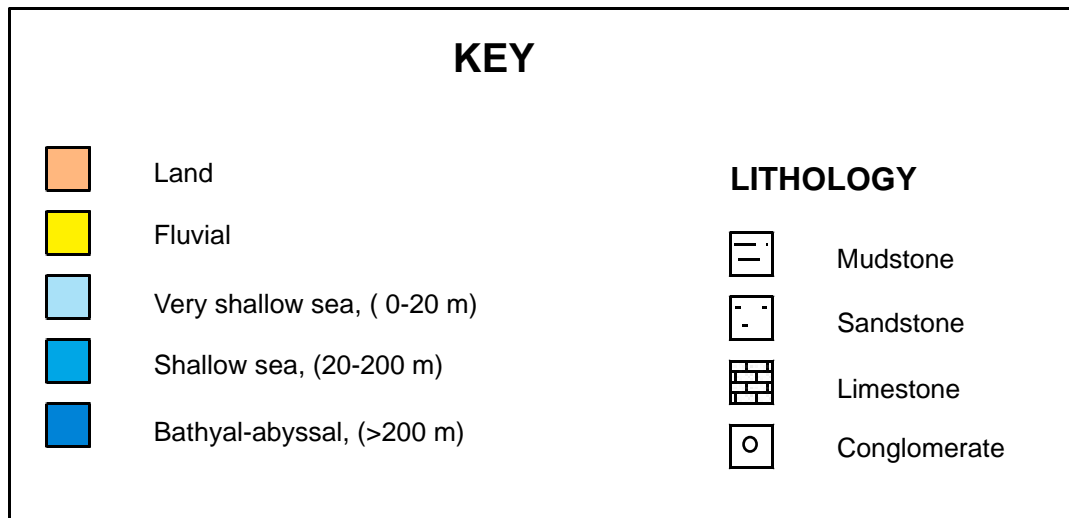 KEY
Land
Fluvial
Very shallow sea, ( 0-20 m)
Shallow sea, (20-200 m)
Bathyal-abyssal, (>200 m)
LITHOLOGY
Mudstone
Sandstone
Limestone
Conglomerate